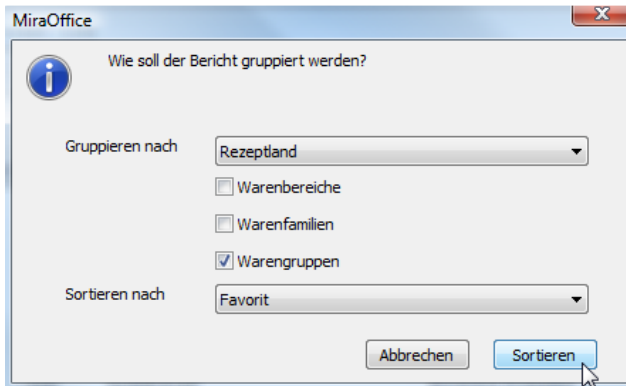 MiraOffice
Wie soll der Bericht gruppiert werden?
Gruppieren nach Rezeptland
Warenbereiche
Warenfamilien
Warengruppen
Sortieren nach Favorit
Abbrechen Sortieren